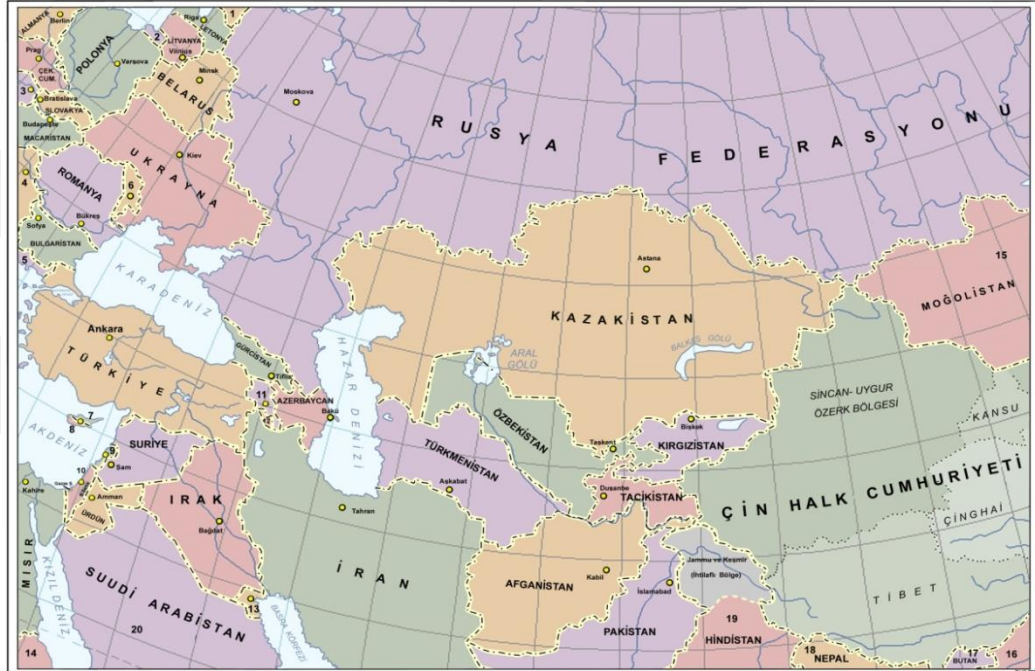 ALMANYA
Berlin
Riga
LETONYA
1
2
LİTVANYA
Vilnius
POLONYA
Varsova
Minsk
BELARUS
Prag
ÇEK.
CUM.
3
Bratislava
SLOVAKYA
Budapeşte
MACARİSTAN
Moskova
RUSYA FEDERASYONU
UKRAYNA
Kiev
4
ROMANYA
6
Bükreş
Sofya
BULGARİSTAN
5
KARADENİZ
Astana
KAZAKİSTAN
15
MOĞOLİSTAN
Ankara
TÜRKİYE
GÜRCİSTAN
Tiflis
HAZAR DENİZİ
ARAL
GÖLÜ
BALKAŞ GÖLÜ
11
AZERBAYCAN
Bakü
ÖZBEKİSTAN
Taşkent
Bişkek
KIRGIZİSTAN
SİNCAN- UYGUR
ÖZERK BÖLGESİ
KANSU
7
8
AKDENİZ
9
SURİYE
Şam
10
Amman
ÜRDÜN
Kahire
MISIR
KIZIL DENİZ
IRAK
Bağdat
TÜRKMENİSTAN
Aşkabat
Tahran
İRAN
Dusanbe
TACİKİSTAN
ÇİN HALK CUMHURİYETİ
ÇİNGHAI
TİBET
AFGANİSTAN
Kabil
İslamabad
Jammu ve Keşmir
(İhtilaflı Bölge)
PAKİSTAN
SUUDİ ARABİSTAN
20
13
BASRA KÖRFEZİ
14
19
HİNDİSTAN
18
NEPAL
17
BUTAN
16